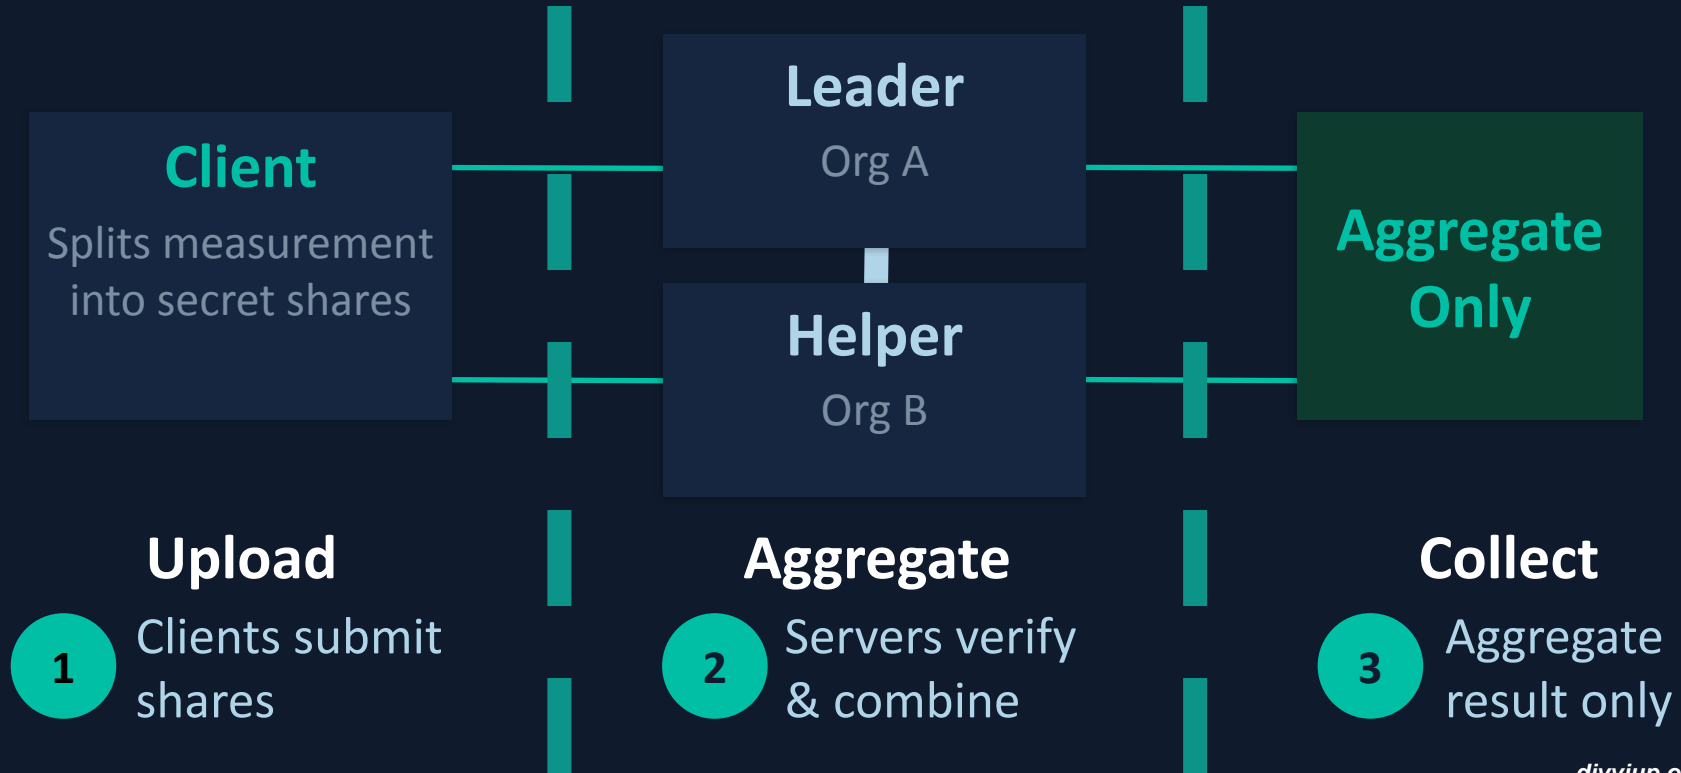 Client
Splits measurement
into secret shares
Leader
Org A
Helper
Org B
Aggregate
Only
Upload
1
Clients submit
shares
Aggregate
2
Servers verify
& combine
Collect
3
Aggregate
result only